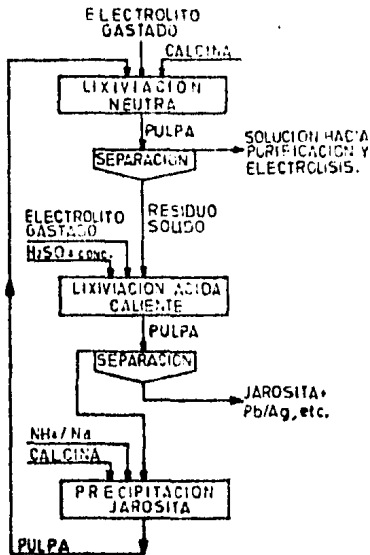 ELECTROLITO
GASTADO
CALCINA
LIXIVIACION
NEUTRA
PULPA
SEPARACION
SOLUCION HACIA
PURIFICACION Y
ELECTROLISIS.
RESIDUO
SOLIDO
ELECTROLITO
GASTADO
H2SO4 CONC.
LIXIVIACION ACIDA
CALIENTE
PULPA
SEPARACION
JAROSITA+
Pb/Ag, etc.
NH4/Na
CALCINA
PRECIPITACION
JAROSITA
PULPA